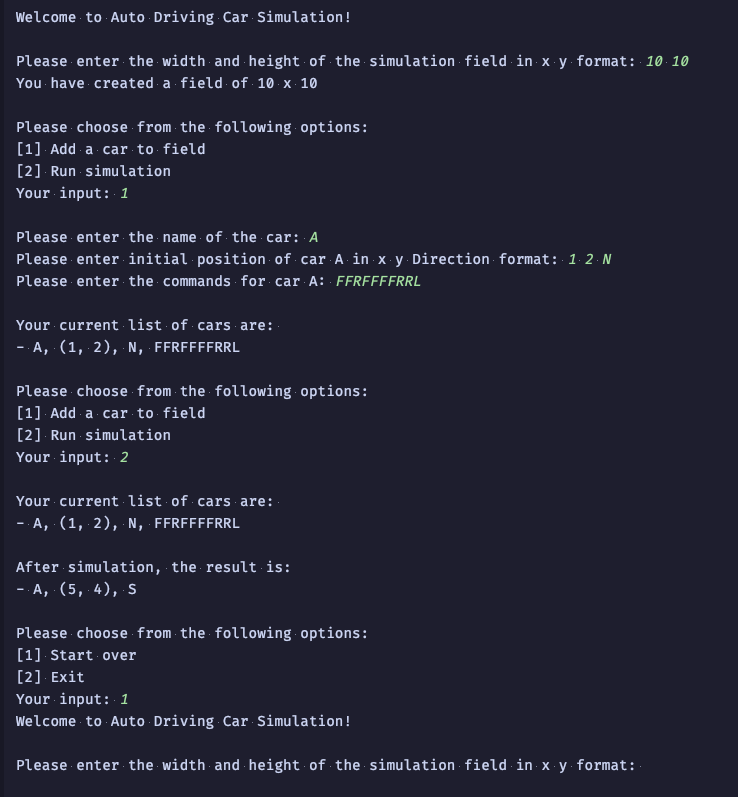 Welcome to Auto Driving Car Simulation!
Please enter the width and height of the simulation field in x y format: 10 10
You have created a field of 10 x 10
Please choose from the following options:
[1] Add a car to field
[2] Run simulation
Your input: 1
Please enter the name of the car: A
Please enter initial position of car A in x y Direction format: 1 2 N
Please enter the commands for car A: FFRFFFFRRL
Your current list of cars are:
- A, (1, 2), N, FFRFFFFRRL
Please choose from the following options:
[1] Add a car to field
[2] Run simulation
Your input: 2
Your current list of cars are:
- A, (1, 2), N, FFRFFFFRRL
After simulation, the result is:
- A, (5, 4), S
Please choose from the following options:
[1] Start over
[2] Exit
Your input: 1
Welcome to Auto Driving Car Simulation!
Please enter the width and height of the simulation field in x y format: